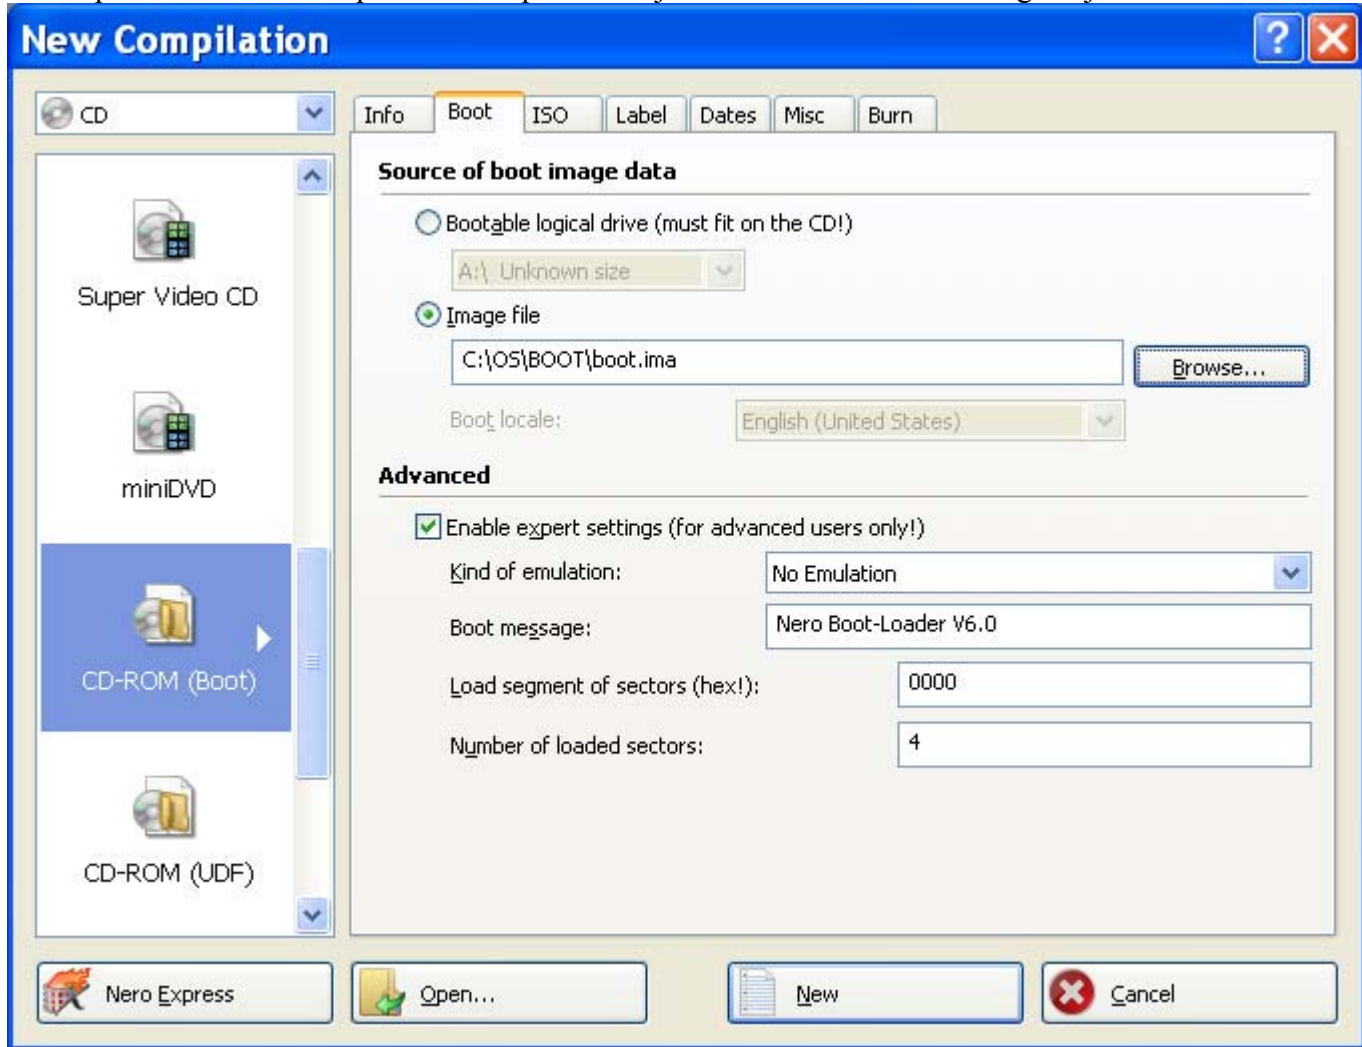 New Compilation
CD
Info Boot ISO Label Dates Misc Burn
Super Video CD
miniDVD
CD-ROM (Boot)
CD-ROM (UDF)
Source of boot image data
Bootable logical drive (must fit on the CD!)
A:\ Unknown size
Image file
C:\OS\BOOT\boot.ima
Browse...
Boot locale: English (United States)
Advanced
Enable expert settings (for advanced users only!)
Kind of emulation: No Emulation
Boot message: Nero Boot-Loader V6.0
Load segment of sectors (hex!): 0000
Number of loaded sectors: 4
Nero Express Open... New Cancel